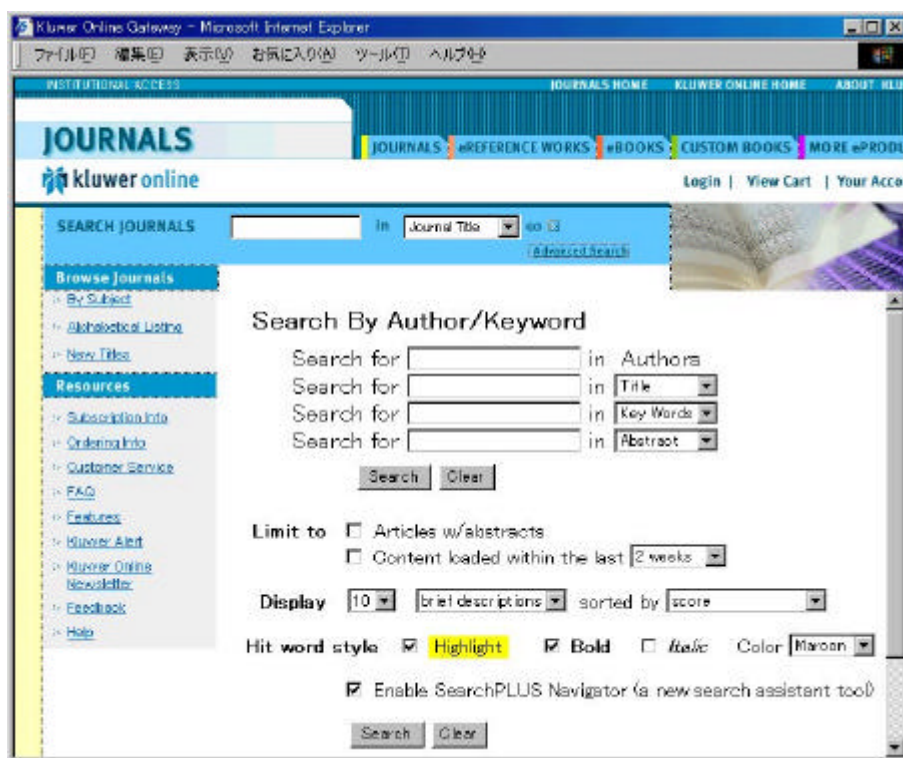 Kluwer Online Gateway - Microsoft Internet Explorer
ファイル(F) 編集(E) 表示(V) お気に入り(A) ツール(T) ヘルプ(H)
INSTITUTIONAL ACCESS JOURNALS HOME KLUWER ONLINE HOME ABOUT KLU
JOURNALS
JOURNALS eREFERENCE WORKS eBOOKS CUSTOM BOOKS MORE ePRODU
kluwer online
Login | View Cart | Your Acco
SEARCH JOURNALS in Journal Title go
Advanced Search
Browse Journals
By Subject
Alphabetical Listing
New Titles
Resources
Subscription Info
Ordering Info
Customer Service
FAQ
Features
Kluwer Alert
Kluwer Online
Newsletter
Feedback
Help
Search By Author/Keyword
Search for in Authors
Search for in Title
Search for in Key Words
Search for in Abstract
Search Clear
Limit to Articles w/abstracts
Content loaded within the last 2 weeks
Display 10 brief descriptions sorted by score
Hit word style Highlight Bold Italic Color Maroon
Enable SearchPLUS Navigator (a new search assistant tool)
Search Clear